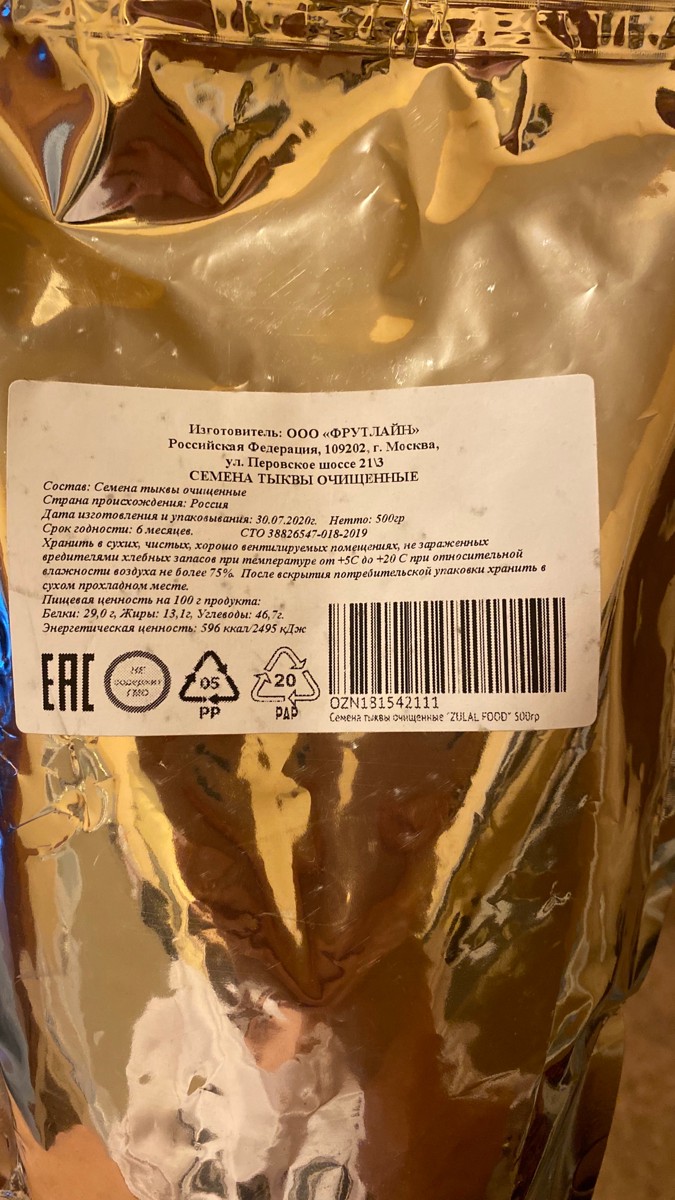 Изготовитель: ООО «ФРУТЛАЙН»
Российская Федерация, 109202, г. Москва,
ул. Перовское шоссе 21\3
СЕМЕНА ТЫКВЫ ОЧИЩЕННЫЕ
Состав: Семена тыквы очищенные
Страна происхождения: Россия
Дата изготовления и упаковывания: 30.07.2020г. Нетто: 500гр
Срок годности: 6 месяцев. СТО 38826547-018-2019
Хранить в сухих, чистых, хорошо вентилируемых помещениях, не зараженных
вредителями хлебных запасов при температуре от +5С до +20 С при относительной
влажности воздуха не более 75%. После вскрытия потребительской упаковки хранить в
сухом прохладном месте.
Пищевая ценность на 100 г продукта:
Белки: 29,0 г, Жиры: 13,1г, Углеводы: 46,7г.
Энергетическая ценность: 596 ккал/2495 кДж
EAC
НЕ
содержит
ГМО
05
PP
20
PAP
OZN131542111
Семена тыквы очищенные "ZULAL FOOD" 500гр